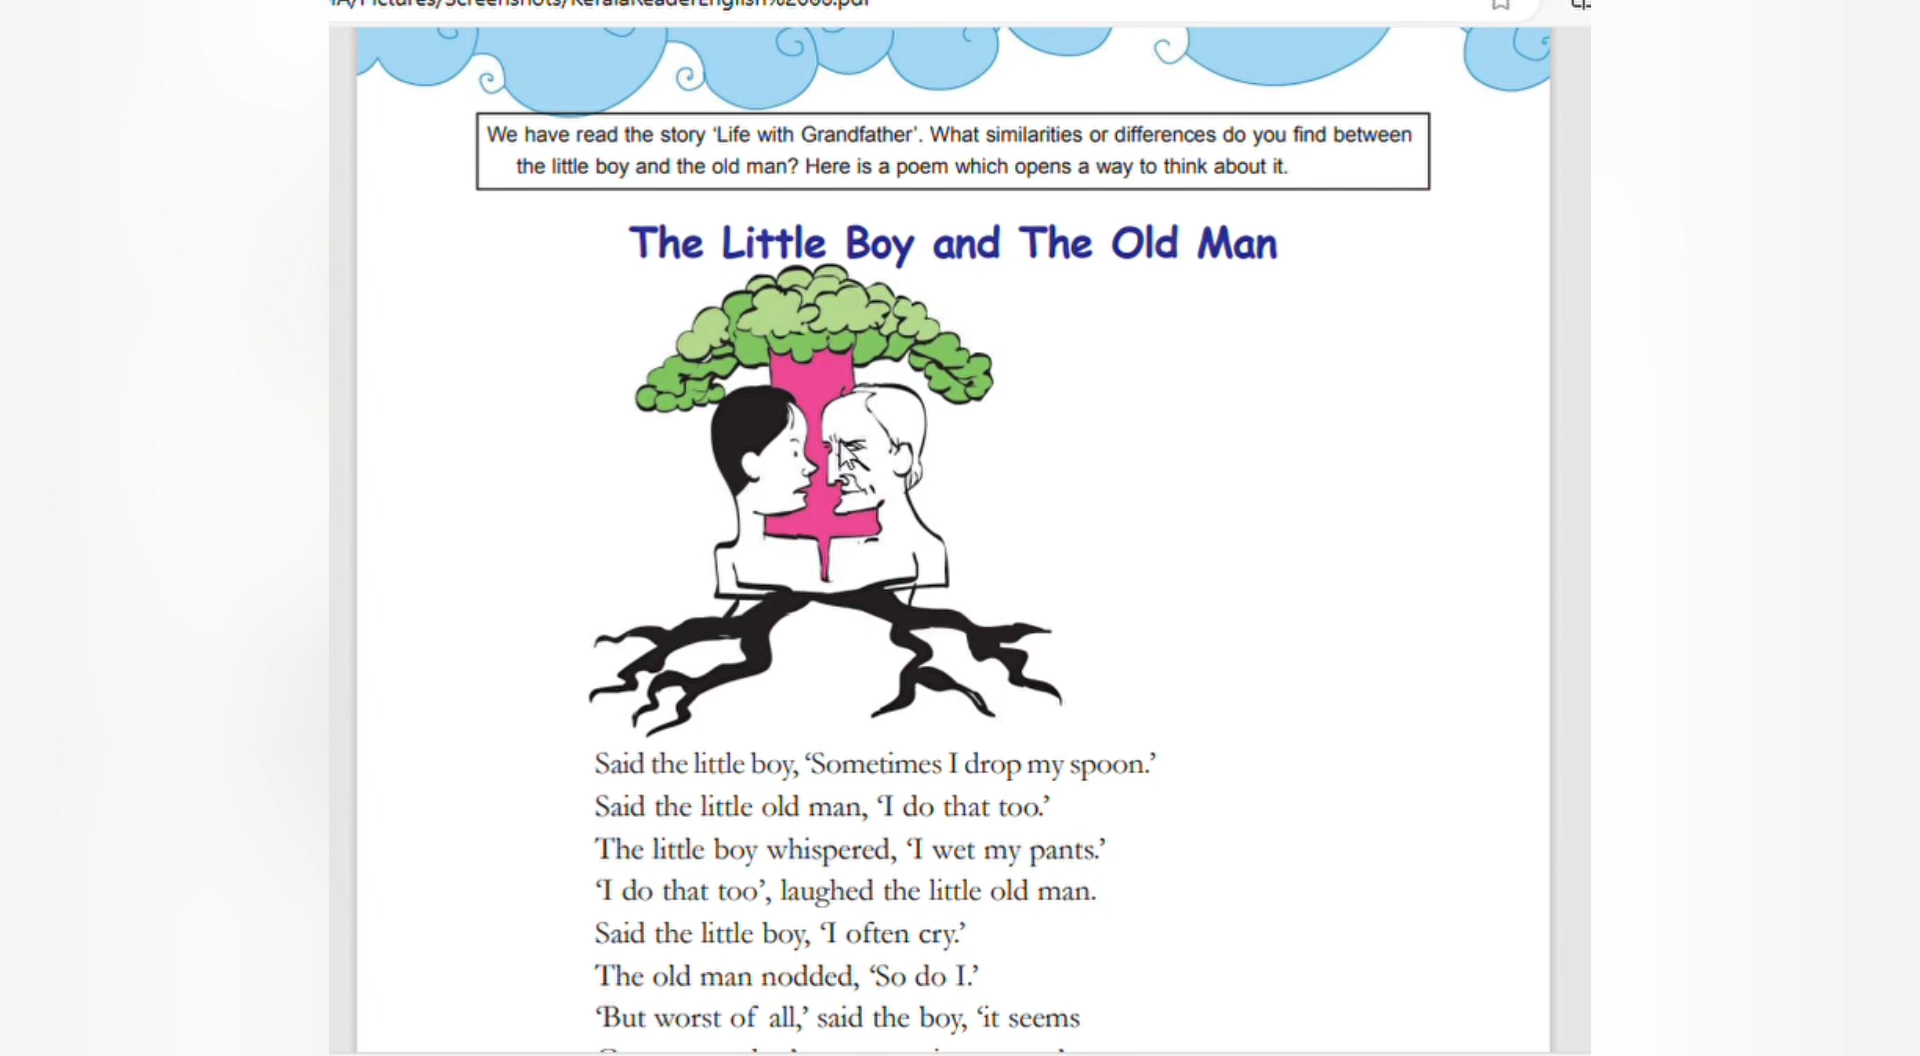 We have read the story ‘Life with Grandfather’. What similarities or differences do you find between
the little boy and the old man? Here is a poem which opens a way to think about it.
The Little Boy and The Old Man
Said the little boy, ‘Sometimes I drop my spoon.’
Said the little old man, ‘I do that too.’
The little boy whispered, ‘I wet my pants.’
‘I do that too’, laughed the little old man.
Said the little boy, ‘I often cry.’
The old man nodded, ‘So do I.’
‘But worst of all,’ said the boy, ‘it seems